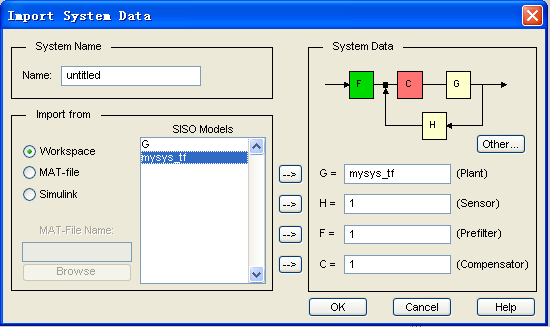 Import System Data
System Name
Name: untitled
Import from
SISO Models
Workspace
MAT-file
Simulink
G
mysys_tf
MAT-File Name:
Browse
-->
-->
-->
-->
System Data
F
C
G
H
Other...
G = mysys_tf (Plant)
H = 1 (Sensor)
F = 1 (Prefilter)
C = 1 (Compensator)
OK Cancel Help